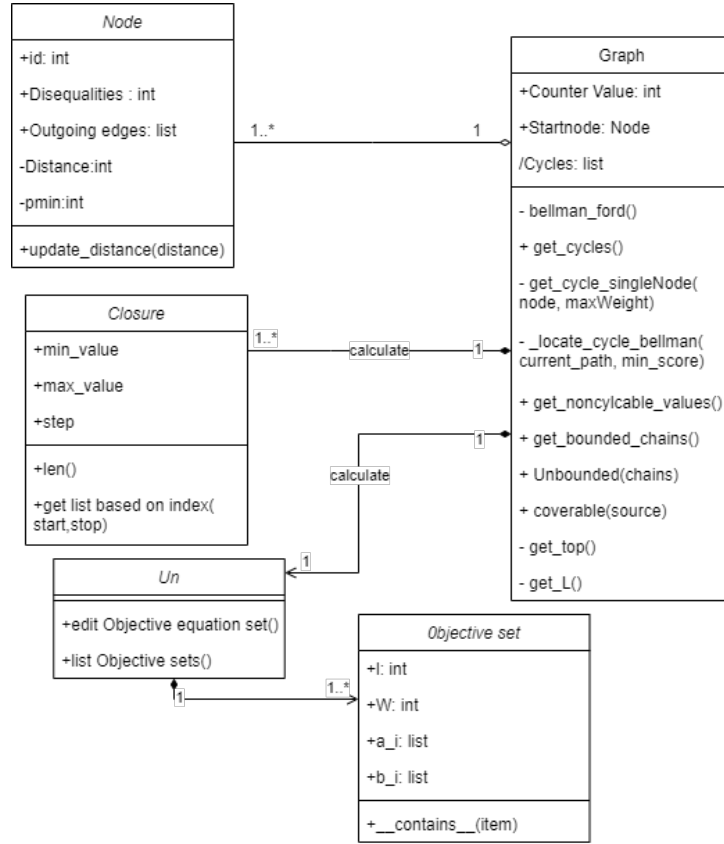 Node
+id: int
+Disequalities : int
+Outgoing edges: list
-Distance:int
-pmin:int
+update_distance(distance)
1..*
1
Graph
+Counter Value: int
+Startnode: Node
/Cycles: list
- bellman_ford()
+ get_cycles()
- get_cycle_singleNode(
node, maxWeight)
- _locate_cycle_bellman(
current_path, min_score)
+ get_noncylcable_values()
+ get_bounded_chains()
+ Unbounded(chains)
+ coverable(source)
- get_top()
- get_L()
Closure
+min_value
+max_value
+step
+len()
+get list based on index(
start,stop)
1..*
calculate
1
1
calculate
1
Un
+edit Objective equation set()
+list Objective sets()
1
1..*
Objective set
+l: int
+W: int
+a_i: list
+b_i: list
+__contains__(item)